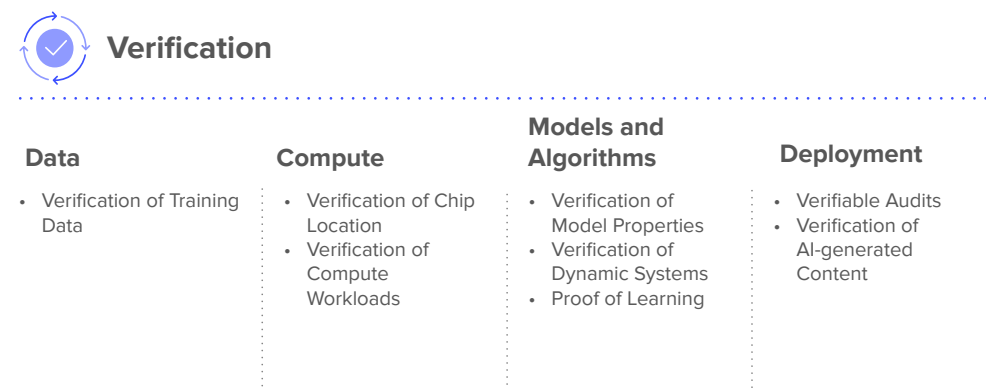 Verification
Data
• Verification of Training
Data
Compute
• Verification of Chip
Location
• Verification of
Compute
Workloads
Models and
Algorithms
• Verification of
Model Properties
• Verification of
Dynamic Systems
• Proof of Learning
Deployment
• Verifiable Audits
• Verification of
AI-generated
Content